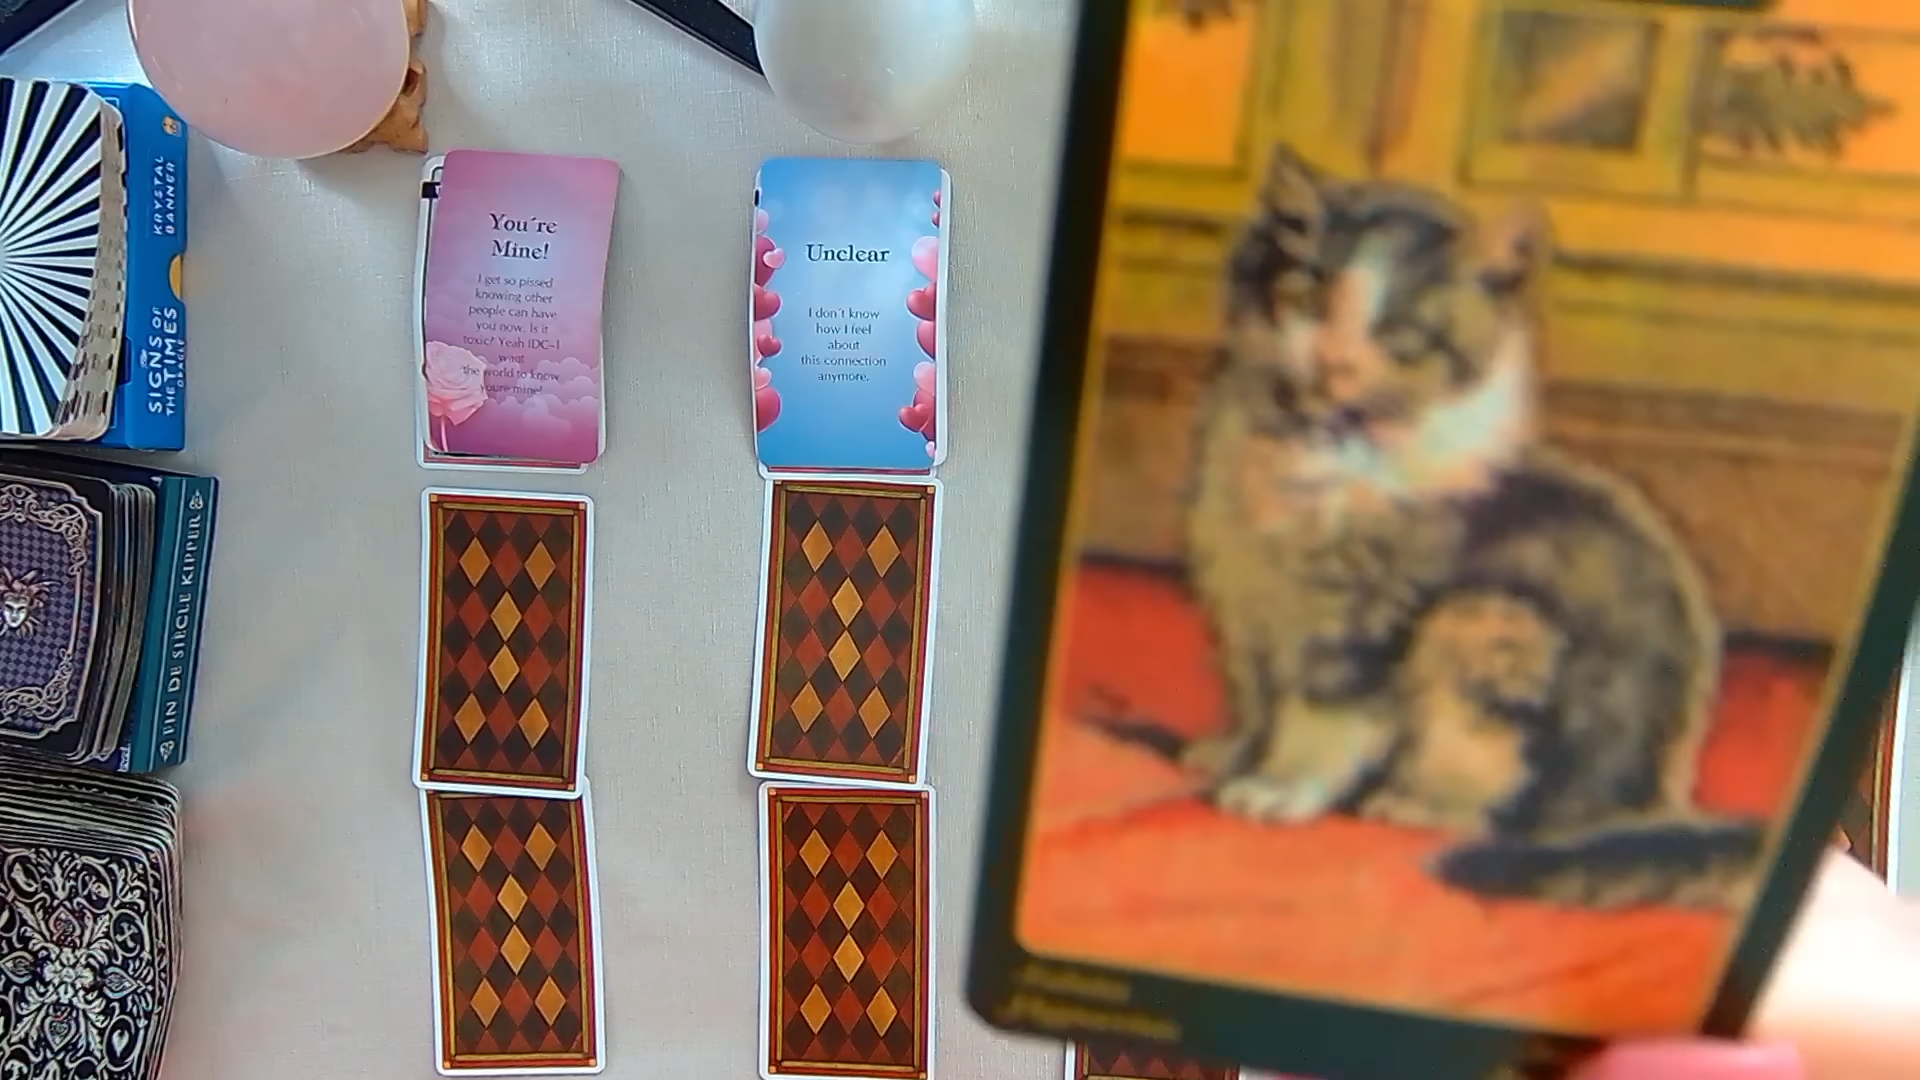 KRYSTAL
BANNER
SIGNS OF
THE TIMES
ORACLE
FIN DE SIÈCLE KIPPER
You´re
Mine!
I get so pissed
knowing other
people can have
you now. Is it
toxic? Yeah IDC-I
want
the world to know
youre mine!
Unclear
I don´t know
how I feel
about
this connection
anymore.